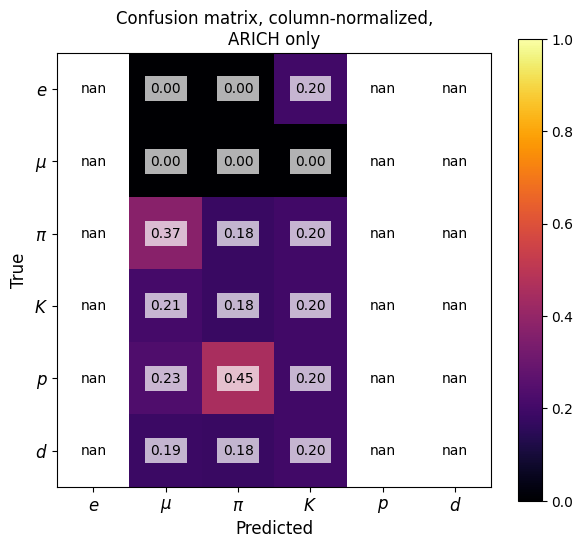 Confusion matrix, column-normalized,
ARICH only
True
e nan 0.00 0.00 0.20 nan nan
μ nan 0.00 0.00 0.00 nan nan
π nan 0.37 0.18 0.20 nan nan
K nan 0.21 0.18 0.20 nan nan
p nan 0.23 0.45 0.20 nan nan
d nan 0.19 0.18 0.20 nan nan
e μ π K p d
Predicted
1.0
0.8
0.6
0.4
0.2
0.0